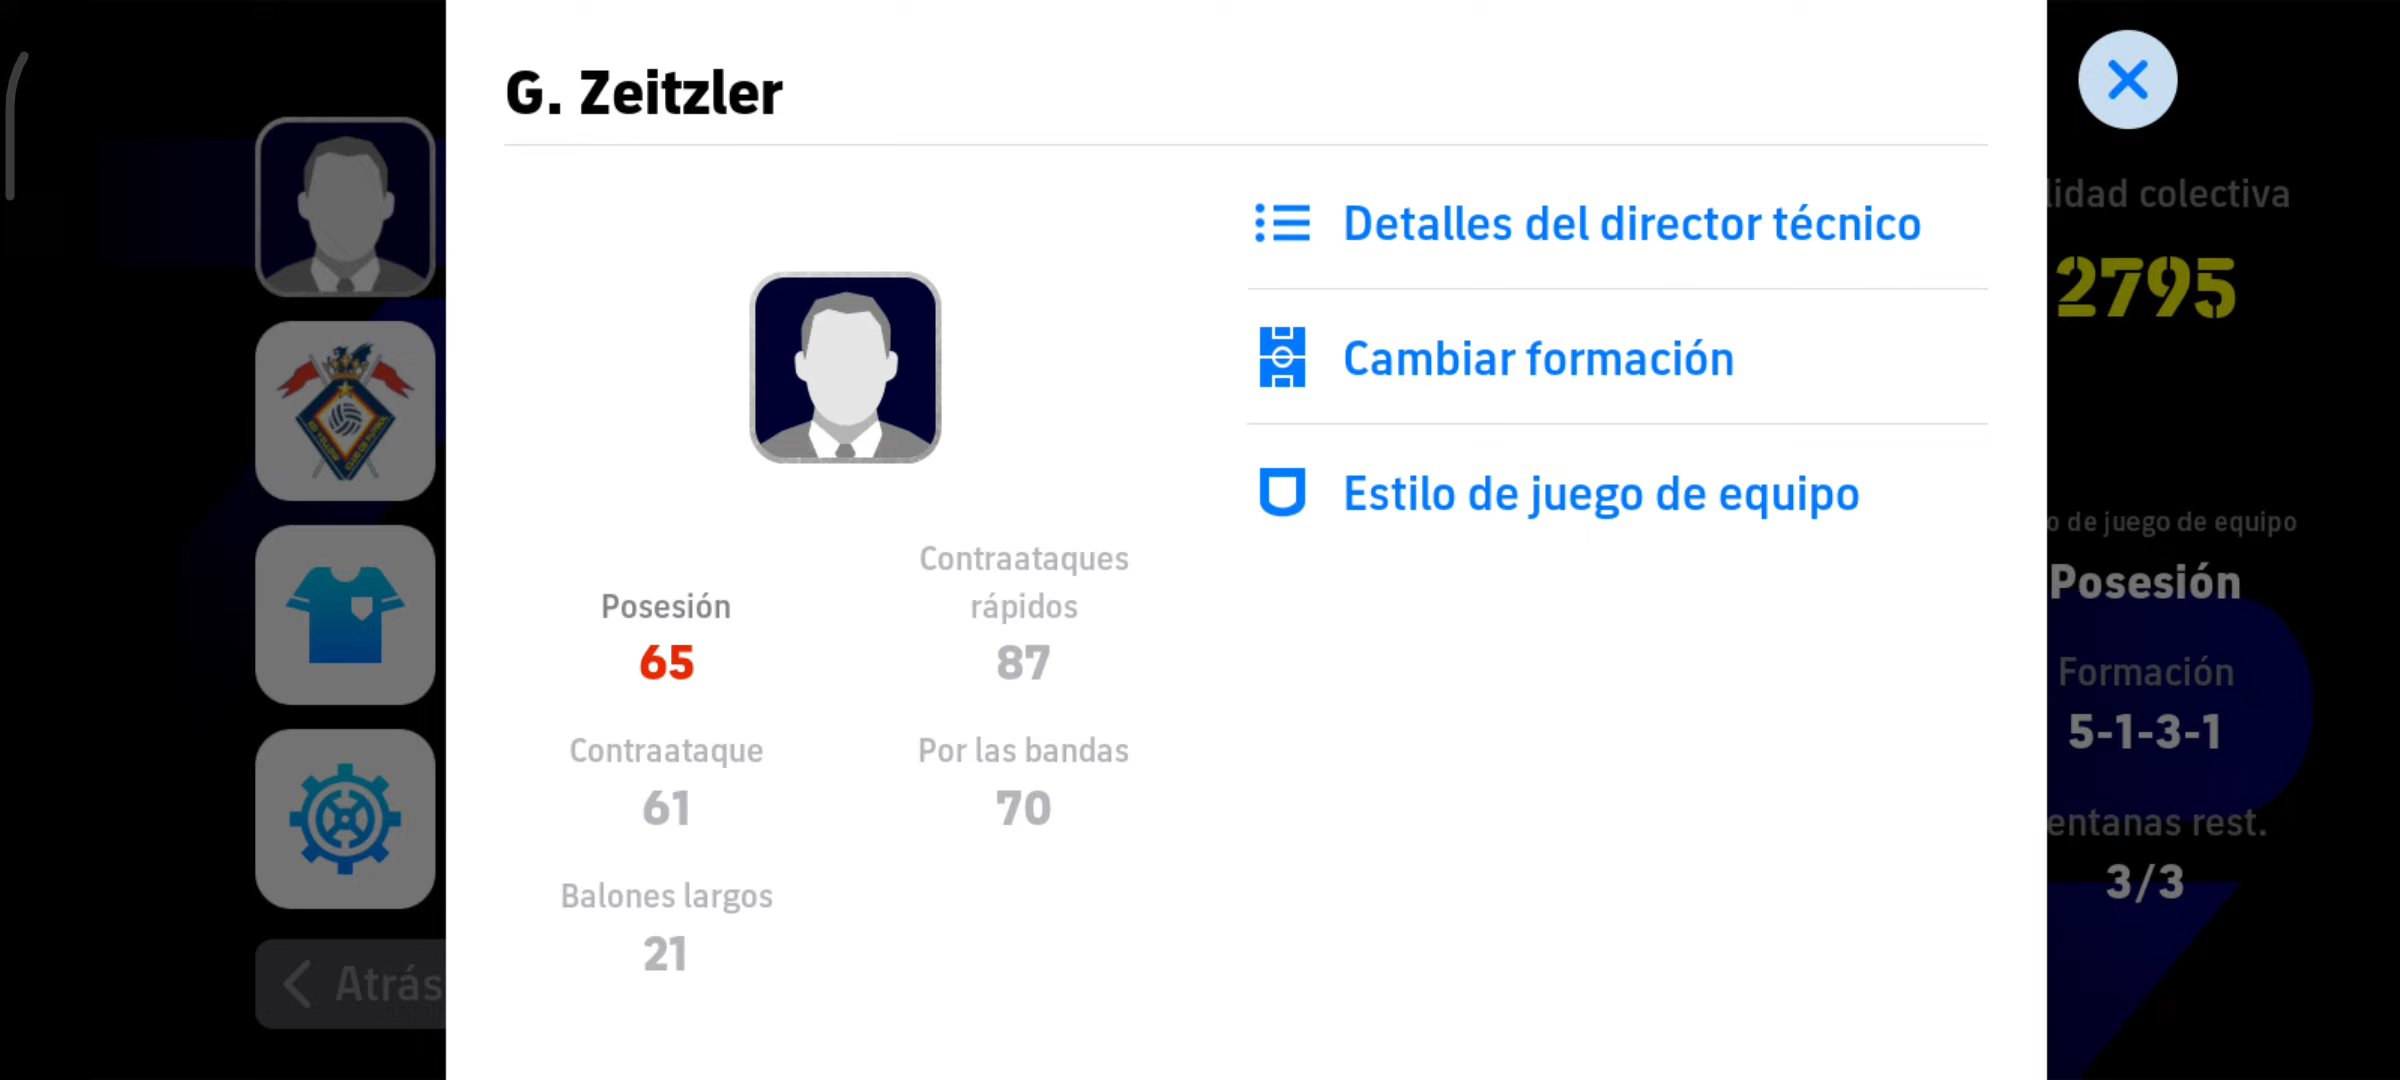 G. Zeitzler
Detalles del director técnico
Cambiar formación
Estilo de juego de equipo
Posesión
65
Contraataques
rápidos
87
Contraataque
61
Por las bandas
70
Balones largos
21
Atrás
lidad colectiva
2795
o de juego de equipo
Posesión
Formación
5-1-3-1
entanas rest.
3/3